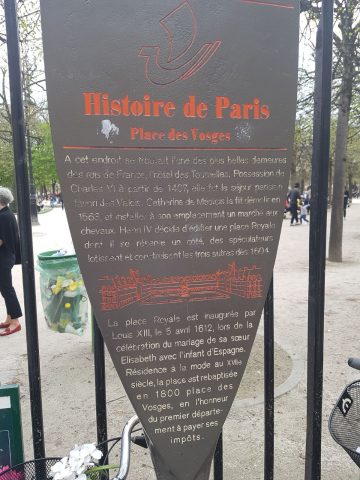 Histoire de Paris
Place des Vosges
A cet endroit se trouvait l'une des plus belles demeures
des rois de France, l'hôtel des Tournelles. Possession de
Charles VI à partir de 1407, elle fut le séjour parisien
favori des Valois. Catherine de Médicis la fit démolir en
1563, et installe à son emplacement un marché aux
chevaux. Henri IV décida d'édifier une place Royale
dont il se réserve un côté, des spéculateurs
lotissent et construisent les trois autres dès 1604.
La place Royale est inaugurée par
Louis XIII, le 5 avril 1612, lors de la
célébration du mariage de sa sœur
Elisabeth avec l'infant d'Espagne.
Résidence à la mode au XVIIe
siècle, la place est rebaptisée
en 1800 place des
Vosges, en l'honneur
du premier départe-
ment à payer ses
impôts.